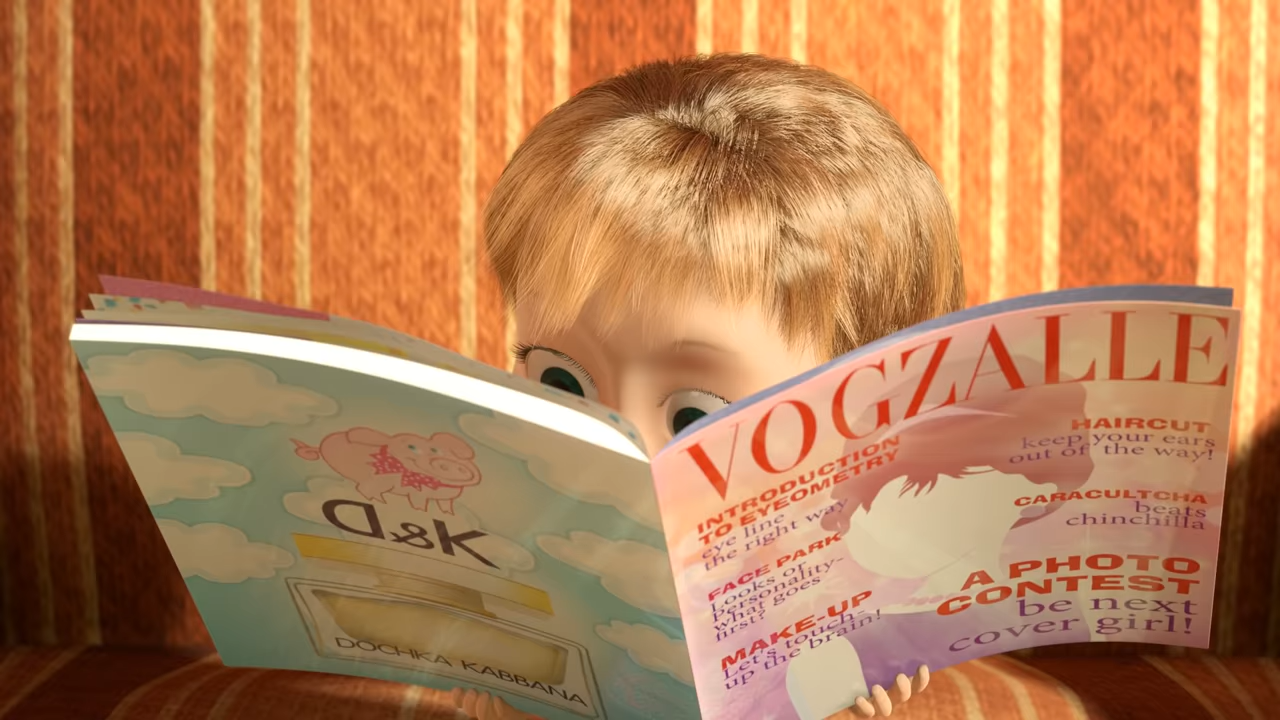 D&K
DOCHKA KABBANA
VOGZALLE
INTRODUCTION
TO EYEOMETRY
eye line
the right way
FACE PARK
Looks or
Personality-
what goes
first?
MAKE-UP
Let's touch-
up the brain!
HAIRCUT
keep your ears
out of the way!
CARACULTCHA
beats
chinchilla
A PHOTO
CONTEST
be next
cover girl!